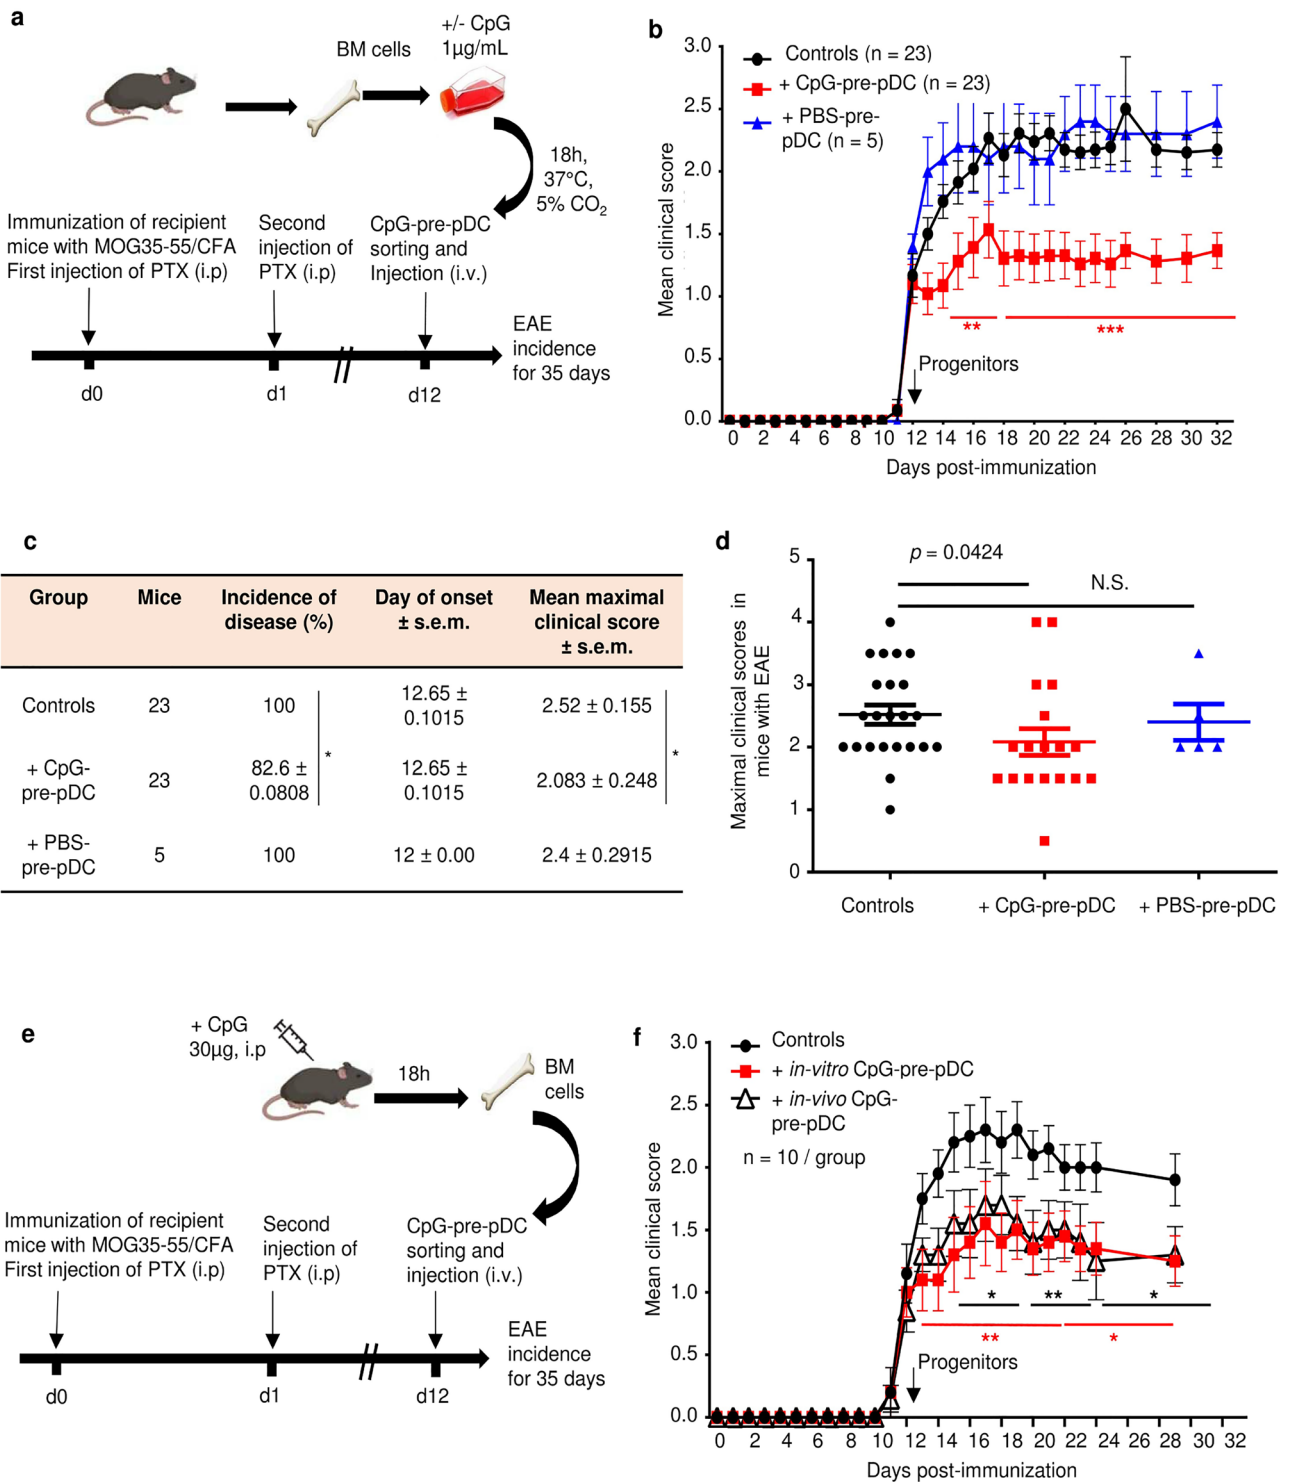 a
+/- CpG
1µg/mL
BM cells
18h,
37°C,
5% CO2
Immunization of recipient
mice with MOG35-55/CFA
First injection of PTX (i.p)
Second
injection of
PTX (i.p)
CpG-pre-pDC
sorting and
Injection (i.v.)
EAE
incidence
for 35 days
d0
d1
d12
b
Controls (n = 23)
+ CpG-pre-pDC (n = 23)
+ PBS-pre-
pDC (n = 5)
Mean clinical score
3.0
2.5
2.0
1.5
1.0
0.5
0.0
**
***
Progenitors
0 2 4 6 8 10 12 14 16 18 20 22 24 26 28 30 32
Days post-immunization
c
Group Mice Incidence of disease (%) Day of onset ± s.e.m. Mean maximal clinical score ± s.e.m.
Controls 23 100 12.65 ± 0.1015 2.52 ± 0.155
* *
+ CpG-pre-pDC 23 82.6 ± 0.0808 12.65 ± 0.1015 2.083 ± 0.248
+ PBS-pre-pDC 5 100 12 ± 0.00 2.4 ± 0.2915
d
p = 0.0424
N.S.
Maximal clinical scores in
mice with EAE
5
4
3
2
1
0
Controls + CpG-pre-pDC + PBS-pre-pDC
e
+ CpG
30µg, i.p
18h
BM
cells
Immunization of recipient
mice with MOG35-55/CFA
First injection of PTX (i.p)
Second
injection of
PTX (i.p)
CpG-pre-pDC
sorting and
injection (i.v.)
EAE
incidence
for 35 days
d0
d1
d12
f
Controls
+ in-vitro CpG-pre-pDC
+ in-vivo CpG-
pre-pDC
n = 10 / group
Mean clinical score
3.0
2.5
2.0
1.5
1.0
0.5
0.0
* ** *
** *
Progenitors
0 2 4 6 8 10 12 14 16 18 20 22 24 26 28 30 32
Days post-immunization